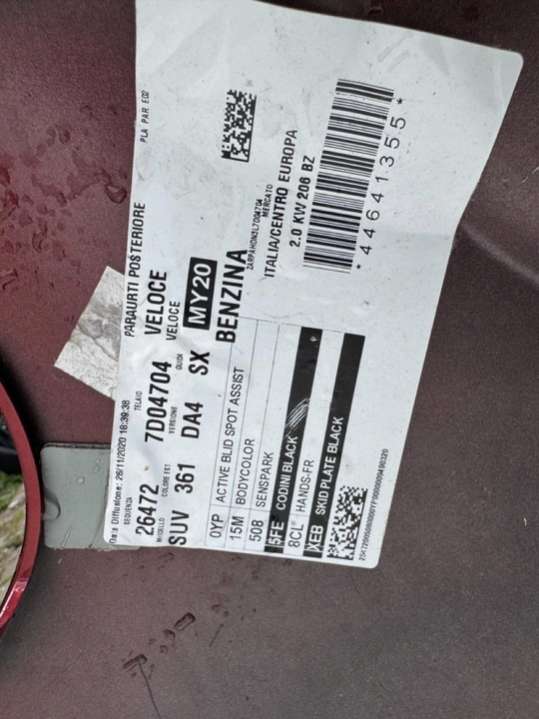 Data Diffusione: 26/11/2020 18:39:38
PLA PAR E02
SEQUENZA TELAIO PARAURTI POSTERIORE
26472 7D04704 VELOCE
MODELLO COLORE EST VERSIONE GUIDA VELOCE
SUV 361 DA4 SX MY20
BENZINA
0YP ACTIVE BLID SPOT ASSIST
15M BODYCOLOR
508 SENSPARK
5FE CODINI BLACK
8CL HANDS-FR
XEB SKID PLATE BLACK
MERCATO
ITALIA/CENTRO EUROPA
2.0 KW 206 BZ
* 44641355 *